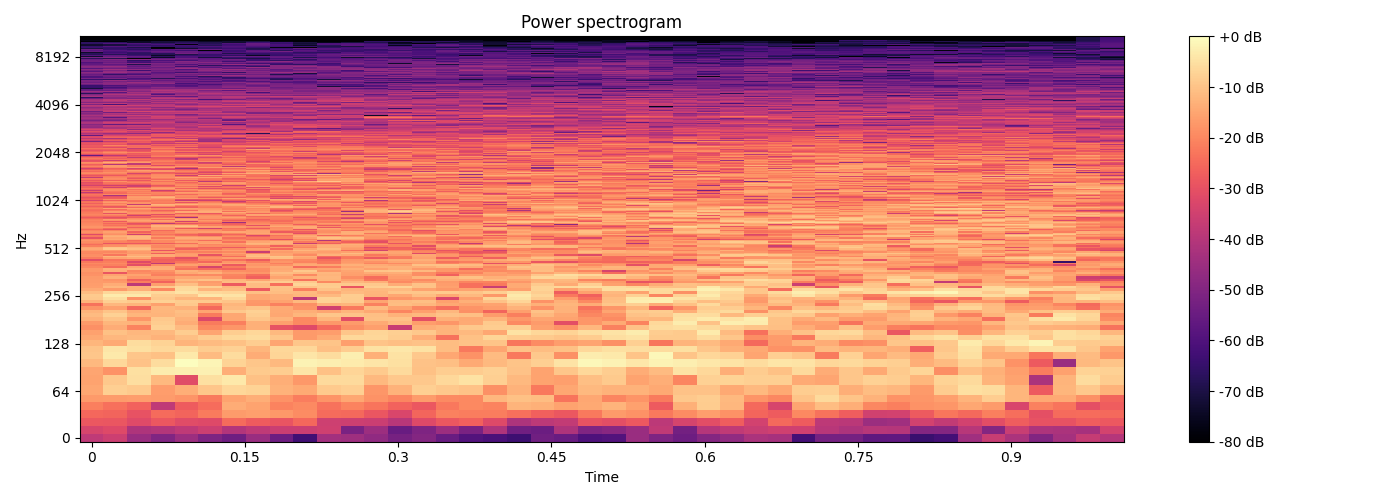 Power spectrogram
Hz
8192
4096
2048
1024
512
256
128
64
0
0 0.15 0.3 0.45 0.6 0.75 0.9
Time
+0 dB
-10 dB
-20 dB
-30 dB
-40 dB
-50 dB
-60 dB
-70 dB
-80 dB